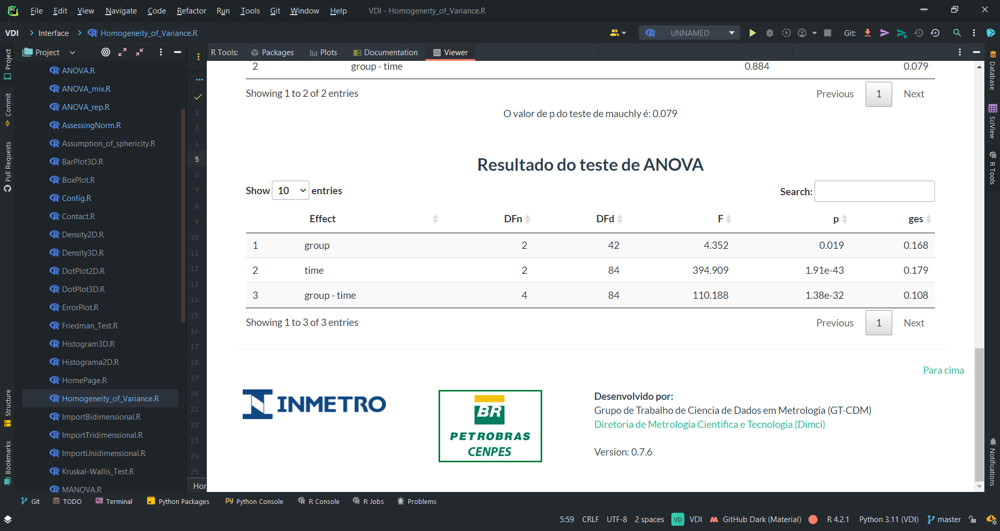 File Edit View Navigate Code Refactor Run Tools Git Window Help VDI - Homogeneity_of_Variance.R
VDI Interface Homogeneity_of_Variance.R UNNAMED Git:
Project
R Tools: Packages Plots Documentation Viewer
Project
Commit
Pull Requests
Structure
Bookmarks
ANOVA.R
ANOVA_mix.R
ANOVA_rep.R
AssessingNorm.R
Assumption_of_sphericity.R
BarPlot3D.R
BoxPlot.R
Config.R
Contact.R
Density2D.R
Density3D.R
DotPlot2D.R
DotPlot3D.R
ErrorPlot.R
Friedman_Test.R
Histogram3D.R
Histograma2D.R
HomePage.R
Homogeneity_of_Variance.R
ImportBidimensional.R
ImportTridimensional.R
ImportUnidimensional.R
Kruskal-Wallis_Test.R
MANOVA.R
2
3
4
5
6
7
8
9
10
11
12
13
14
15
16
17
18
19
20
21
22
23
24
25
Hor
2 group - time 0.884 0.079
Showing 1 to 2 of 2 entries Previous 1 Next
O valor de p do teste de mauchly é: 0.079
Resultado do teste de ANOVA
Show 10 entries Search:
Effect DFn DFd F p ges
1 group 2 42 4.352 0.019 0.168
2 time 2 84 394.909 1.91e-43 0.179
3 group - time 4 84 110.188 1.38e-32 0.108
Showing 1 to 3 of 3 entries Previous 1 Next
Para cima
INMETRO
BR
PETROBRAS
CENPES
Desenvolvido por:
Grupo de Trabalho de Ciencia de Dados em Metrologia (GT-CDM)
Diretoria de Metrologia Cientifica e Tecnologia (Dimci)
Version: 0.7.6
Database
SciView
R Tools
Notifications
Git TODO Terminal Python Packages Python Console R Console R Jobs Problems
5:59 CRLF UTF-8 2 spaces VD VDI GitHub Dark (Material) R 4.2.1 Python 3.11 (VDI) master